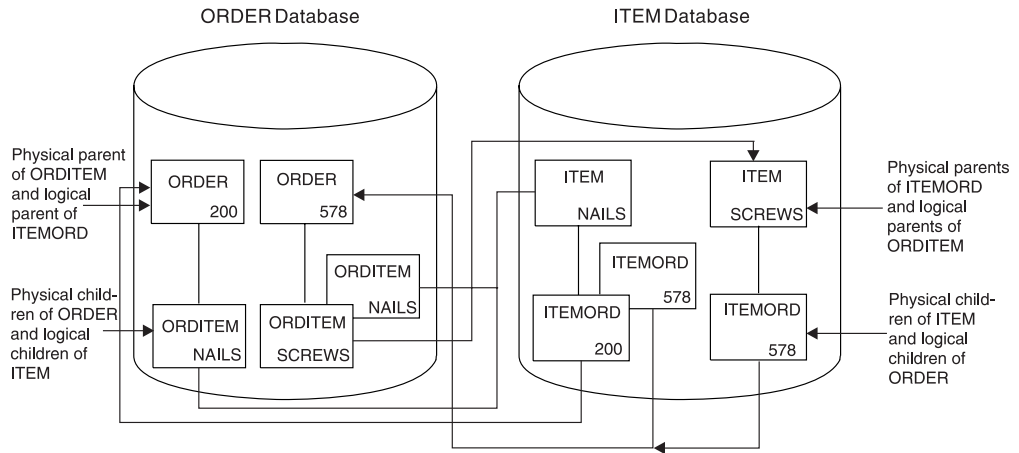 ORDER Database
ITEM Database
Physical parent
of ORDITEM
and logical
parent of
ITEMORD
ORDER
200
ORDER
578
ITEM
NAILS
ITEM
SCREWS
Physical parents
of ITEMORD
and logical
parents of
ORDITEM
Physical child-
ren of ORDER
and logical
children of
ITEM
ORDITEM
NAILS
ORDITEM
NAILS
ORDITEM
SCREWS
ITEMORD
578
ITEMORD
200
ITEMORD
578
Physical child-
ren of ITEM
and logical
children of
ORDER